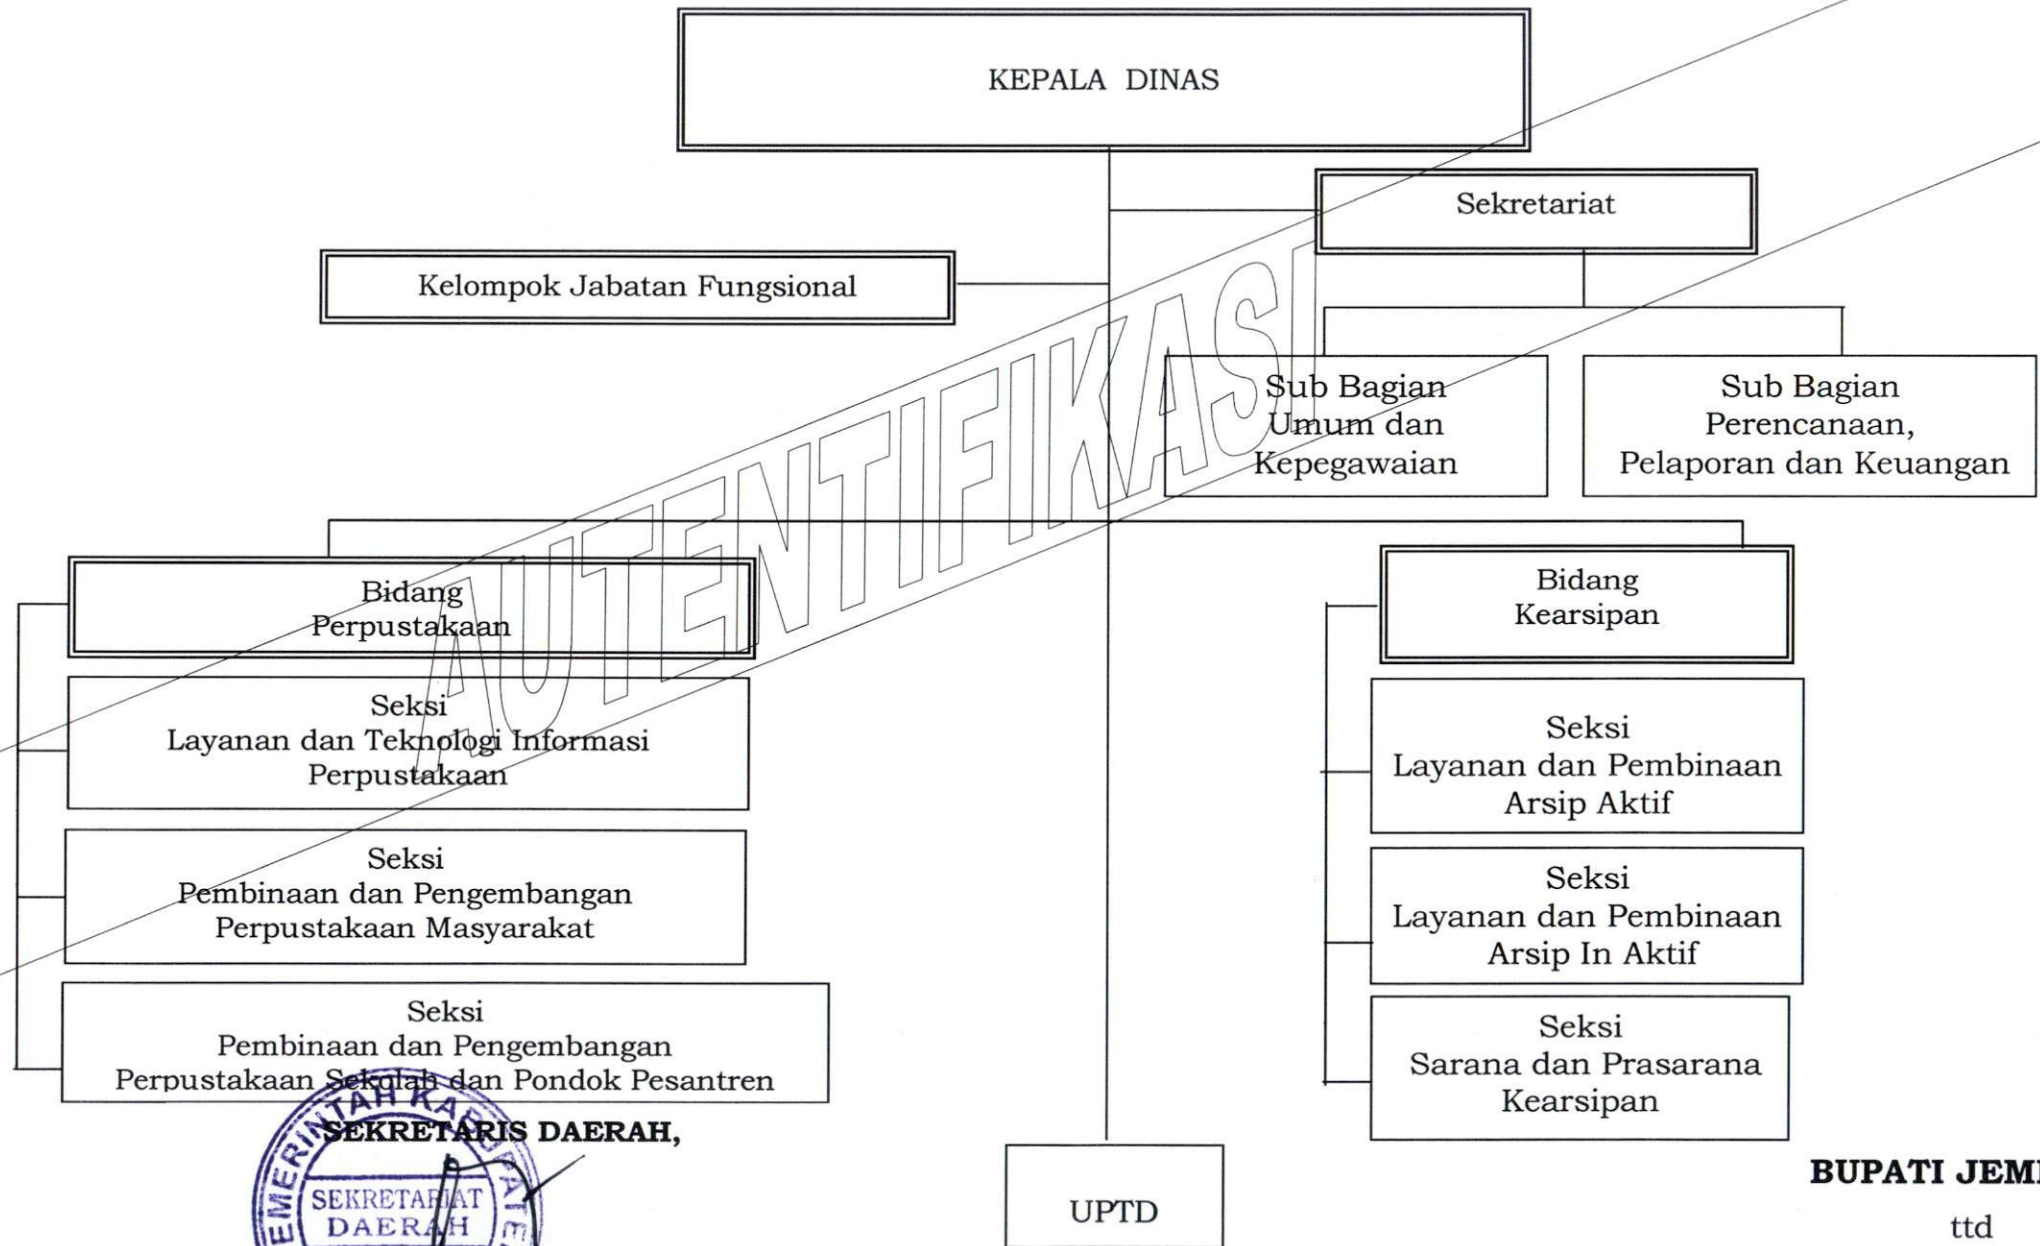 KEPALA DINAS
Sekretariat
Kelompok Jabatan Fungsional
Sub Bagian
Umum dan
Kepegawaian
Sub Bagian
Perencanaan,
Pelaporan dan Keuangan
AUTENTIFIKASI
Bidang
Perpustakaan
Seksi
Layanan dan Teknologi Informasi
Perpustakaan
Seksi
Pembinaan dan Pengembangan
Perpustakaan Masyarakat
Seksi
Pembinaan dan Pengembangan
Perpustakaan Sekolah dan Pondok Pesantren
Bidang
Kearsipan
Seksi
Layanan dan Pembinaan
Arsip Aktif
Seksi
Layanan dan Pembinaan
Arsip In Aktif
Seksi
Sarana dan Prasarana
Kearsipan
SEKRETARIS DAERAH,
SEKRETARIAT
DAERAH
UPTD
BUPATI
ttd